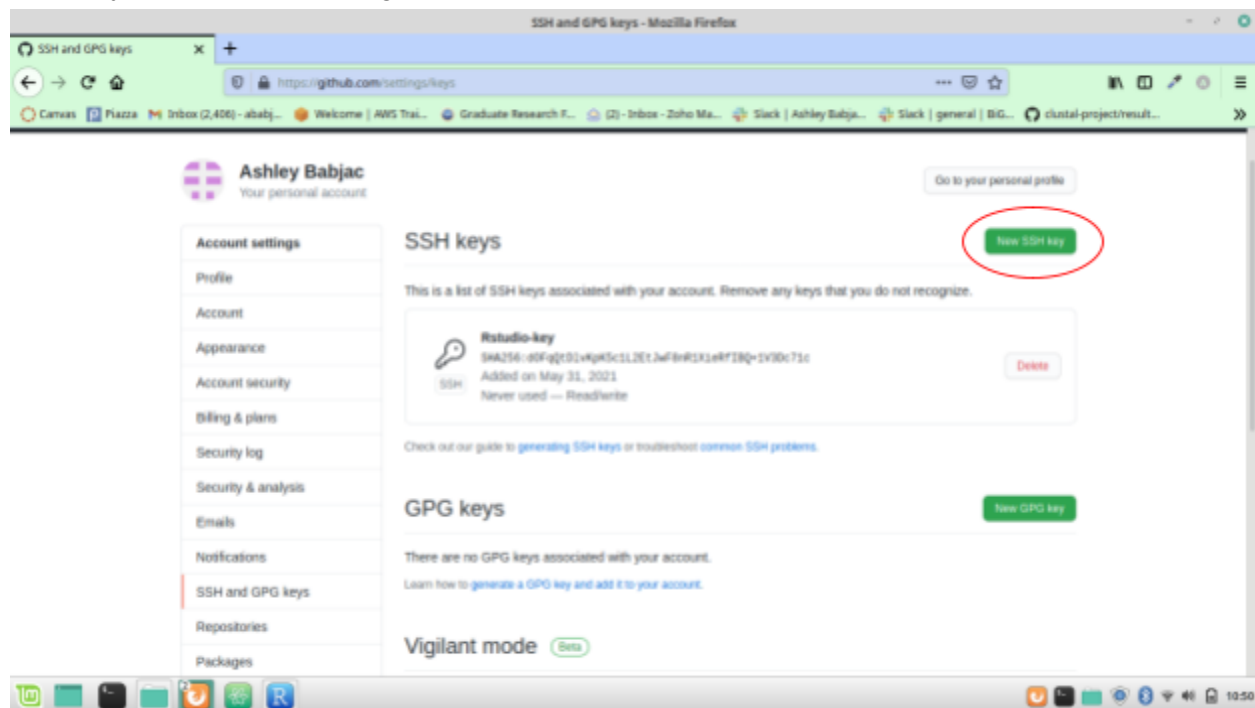 SSH and GPG keys - Mozilla Firefox
SSH and GPG keys
https://github.com/settings/keys
Canvas Piazza Inbox (2,406) - ababj... Welcome | AWS Trai... Graduate Research F... (2) - Inbox - Zoho Ma... Slack | Ashley Babja... Slack | general | BiG... clustal-project/result...
Ashley Babjac
Your personal account
Go to your personal profile
Account settings
Profile
Account
Appearance
Account security
Billing & plans
Security log
Security & analysis
Emails
Notifications
SSH and GPG keys
Repositories
Packages
SSH keys
New SSH key
This is a list of SSH keys associated with your account. Remove any keys that you do not recognize.
Rstudio-key
Added on May 31, 2021
SSH
Never used — Read/write
Delete
Check out our guide to generating SSH keys or troubleshoot common SSH problems.
GPG keys
New GPG key
There are no GPG keys associated with your account.
Learn how to generate a GPG key and add it to your account.
Vigilant mode Beta
2
R
10:50